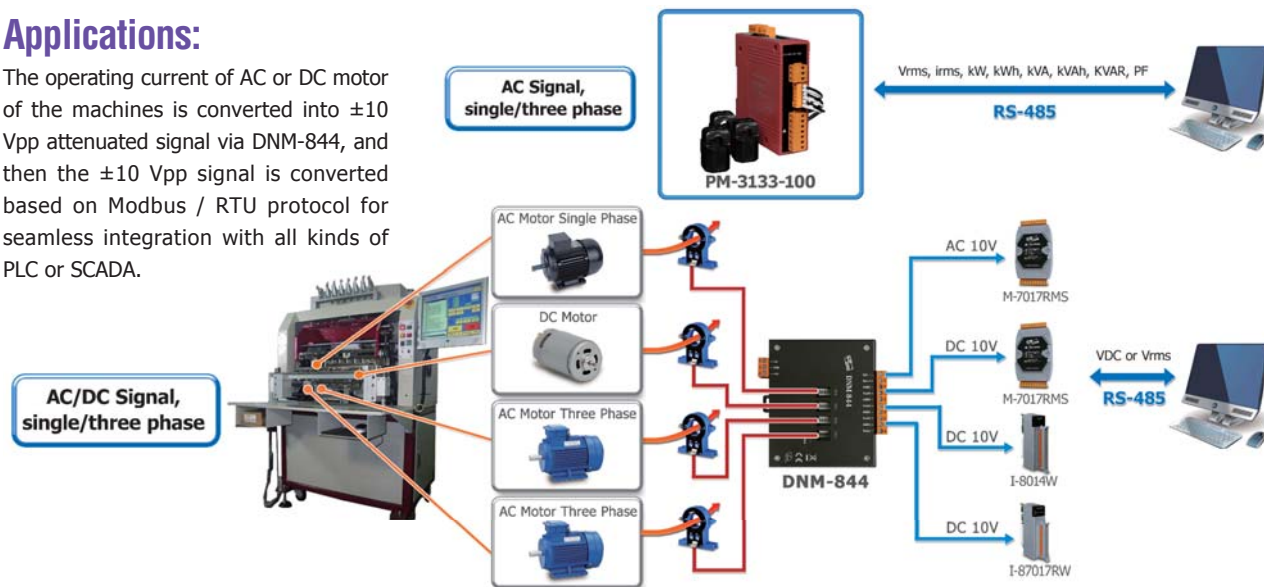 Applications:
The operating current of AC or DC motor
of the machines is converted into ±10
Vpp attenuated signal via DNM-844, and
then the ±10 Vpp signal is converted
based on Modbus / RTU protocol for
seamless integration with all kinds of
PLC or SCADA.
AC Signal,
single/three phase
PM-3133-100
Vrms, irms, kW, kWh, kVA, kVAh, KVAR, PF
RS-485
AC/DC Signal,
single/three phase
AC Motor Single Phase
DC Motor
AC Motor Three Phase
AC Motor Three Phase
DNM-844
DNM-844
AC 10V
M-7017RMS
DC 10V
M-7017RMS
DC 10V
I-8014W
DC 10V
I-87017RW
VDC or Vrms
RS-485